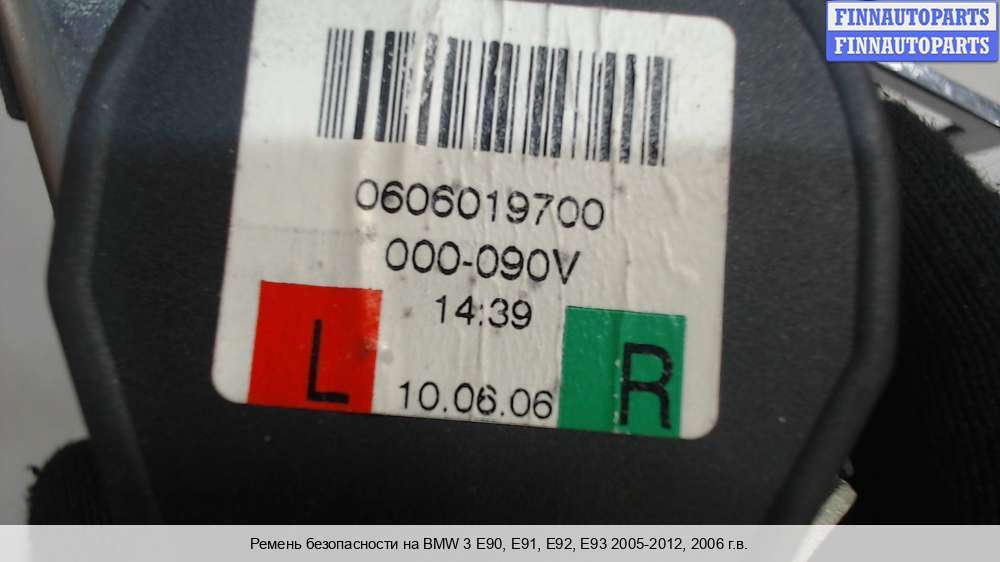 FINNAUTOPARTS
FINNAUTOPARTS
0606019700
000-090V
14:39
L
10.06.06
R
Ремень безопасности на BMW 3 E90, E91, E92, E93 2005-2012, 2006 г.в.